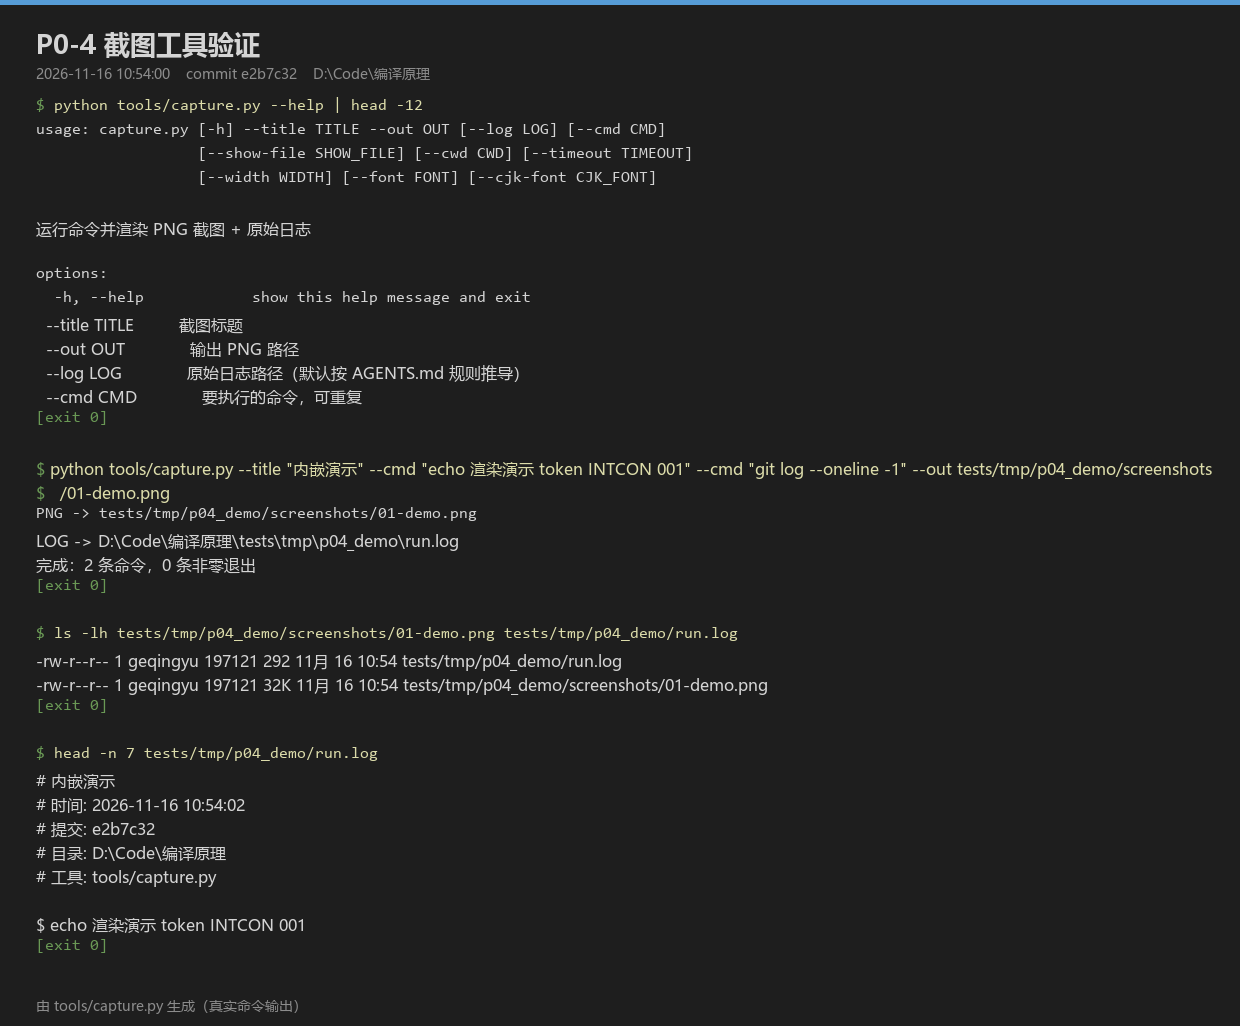 P0-4 截图工具验证
2026-11-16 10:54:00    commit e2b7c32    D:\Code\编译原理
$ python tools/capture.py --help | head -12
usage: capture.py [-h] --title TITLE --out OUT [--log LOG] [--cmd CMD]
                  [--show-file SHOW_FILE] [--cwd CWD] [--timeout TIMEOUT]
                  [--width WIDTH] [--font FONT] [--cjk-font CJK_FONT]
运行命令并渲染 PNG 截图 + 原始日志
options:
  -h, --help            show this help message and exit
  --title TITLE         截图标题
  --out OUT             输出 PNG 路径
  --log LOG             原始日志路径（默认按 AGENTS.md 规则推导）
  --cmd CMD             要执行的命令，可重复
[exit 0]
$ python tools/capture.py --title "内嵌演示" --cmd "echo 渲染演示 token INTCON 001" --cmd "git log --oneline -1" --out tests/tmp/p04_demo/screenshots
$   /01-demo.png
PNG -> tests/tmp/p04_demo/screenshots/01-demo.png
LOG -> D:\Code\编译原理\tests\tmp\p04_demo\run.log
完成：2 条命令，0 条非零退出
[exit 0]
$ ls -lh tests/tmp/p04_demo/screenshots/01-demo.png tests/tmp/p04_demo/run.log
-rw-r--r-- 1 geqingyu 197121 292 11月 16 10:54 tests/tmp/p04_demo/run.log
-rw-r--r-- 1 geqingyu 197121 32K 11月 16 10:54 tests/tmp/p04_demo/screenshots/01-demo.png
[exit 0]
$ head -n 7 tests/tmp/p04_demo/run.log
# 内嵌演示
# 时间: 2026-11-16 10:54:02
# 提交: e2b7c32
# 目录: D:\Code\编译原理
# 工具: tools/capture.py
$ echo 渲染演示 token INTCON 001
[exit 0]
由 tools/capture.py 生成（真实命令输出）